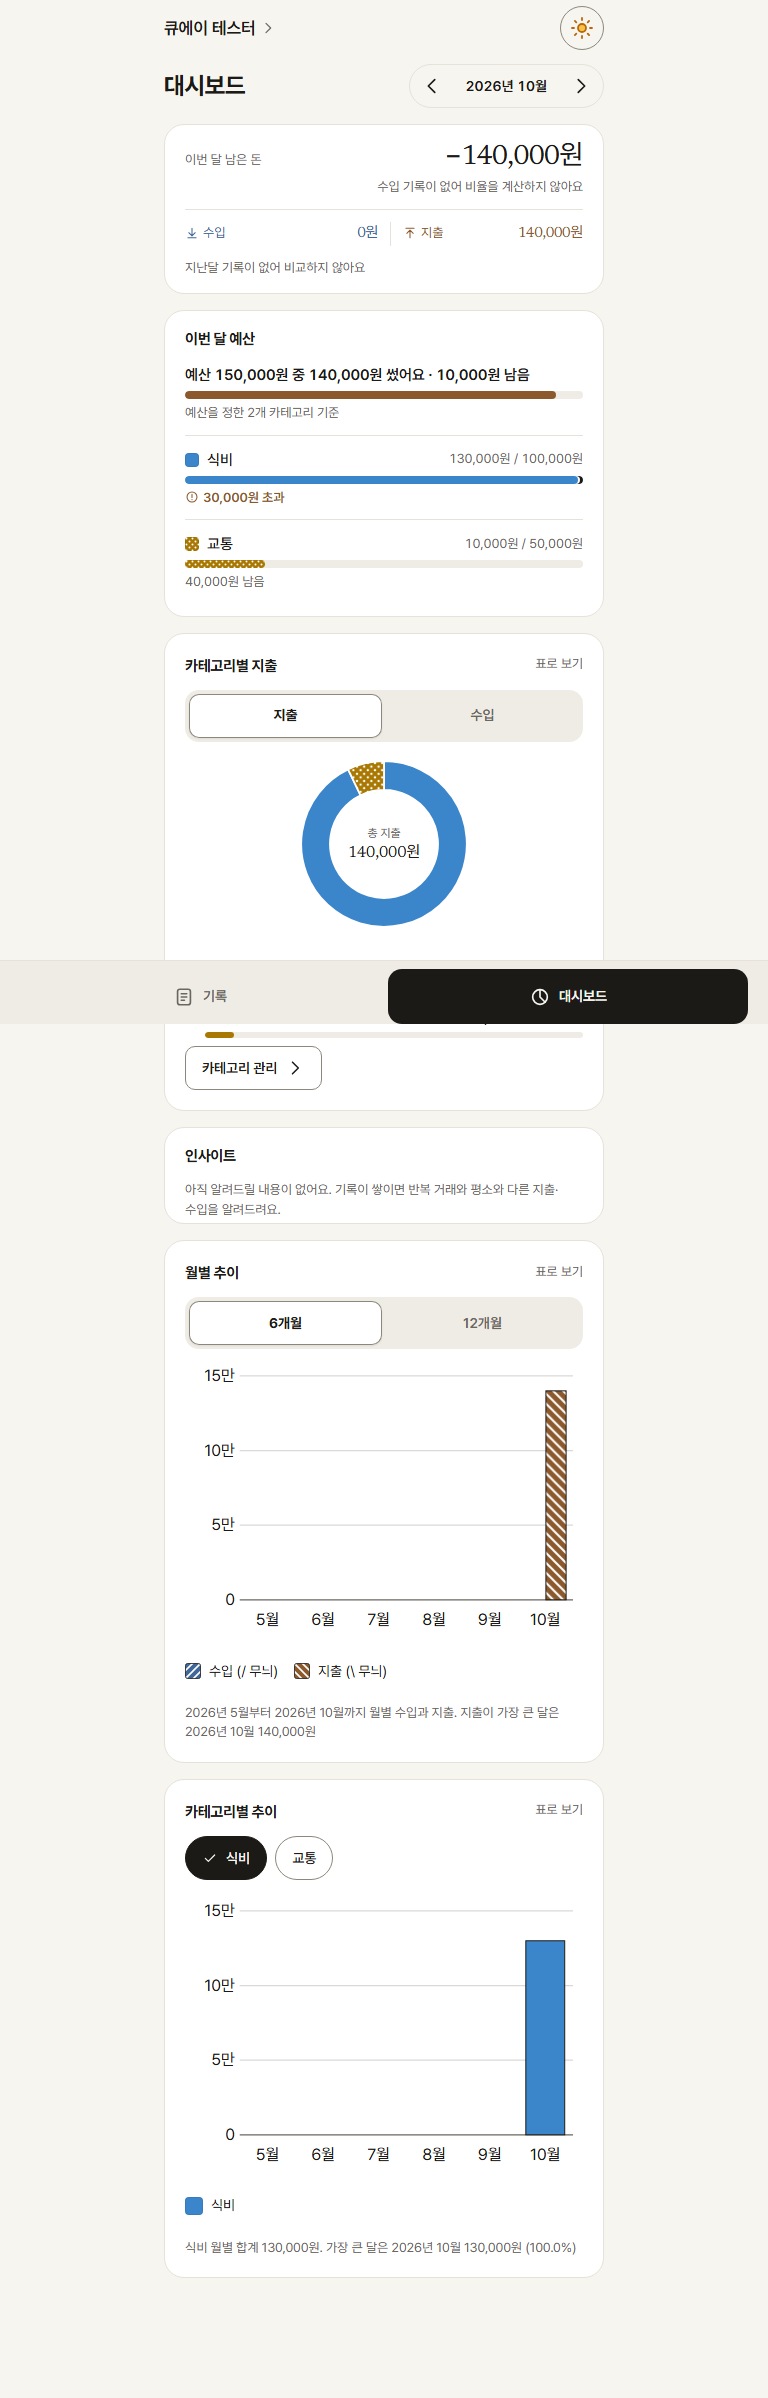 큐에이 테스터
대시보드
2026년 10월
이번 달 남은 돈
−140,000원
수입 기록이 없어 비율을 계산하지 않아요
수입 0원
지출 140,000원
지난달 기록이 없어 비교하지 않아요
이번 달 예산
예산 150,000원 중 140,000원 썼어요 · 10,000원 남음
예산을 정한 2개 카테고리 기준
식비 130,000원 / 100,000원
30,000원 초과
교통 10,000원 / 50,000원
40,000원 남음
카테고리별 지출 표로 보기
지출 수입
총 지출
140,000원
기록 대시보드
카테고리 관리
인사이트
아직 알려드릴 내용이 없어요. 기록이 쌓이면 반복 거래와 평소와 다른 지출·
수입을 알려드려요.
월별 추이 표로 보기
6개월 12개월
15만
10만
5만
0
5월 6월 7월 8월 9월 10월
수입 (/ 무늬) 지출 (\ 무늬)
2026년 5월부터 2026년 10월까지 월별 수입과 지출. 지출이 가장 큰 달은
2026년 10월 140,000원
카테고리별 추이 표로 보기
식비 교통
15만
10만
5만
0
5월 6월 7월 8월 9월 10월
식비
식비 월별 합계 130,000원. 가장 큰 달은 2026년 10월 130,000원 (100.0%)